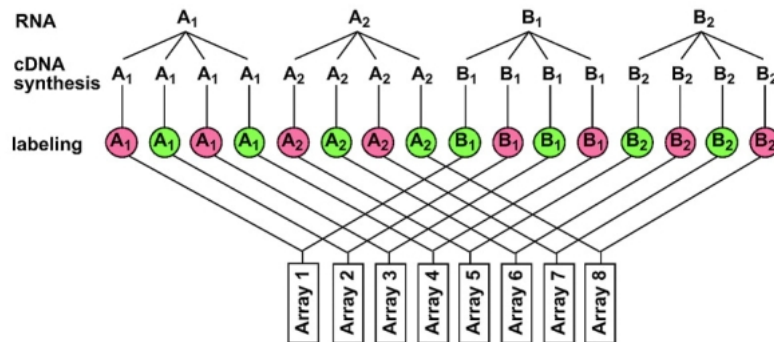 RNA A₁ A₂ B₁ B₂
cDNA synthesis A₁ A₁ A₁ A₁ A₂ A₂ A₂ A₂ B₁ B₁ B₁ B₁ B₂ B₂ B₂ B₂
labeling A₁ A₁ A₁ A₁ A₂ A₂ A₂ A₂ B₁ B₁ B₁ B₁ B₂ B₂ B₂ B₂
Array 1 Array 2 Array 3 Array 4 Array 5 Array 6 Array 7 Array 8